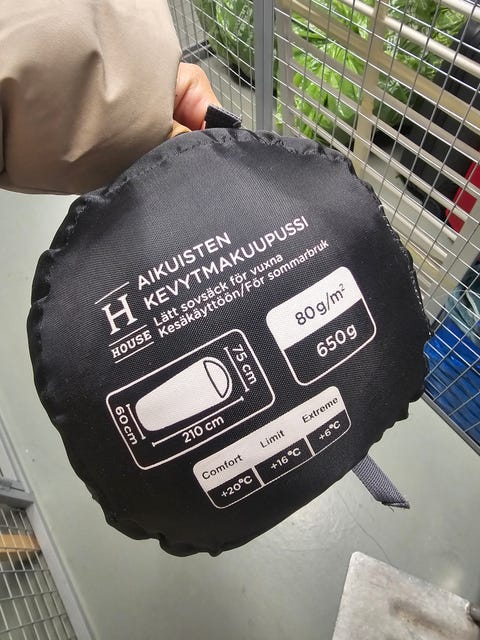 H
HOUSE
AIKUISTEN
KEVYTMAKUUPUSSI
Lätt sovsäck för vuxna
Kesäkäyttöön/För sommarbruk
60 cm
210 cm
75 cm
80 g/m²
650 g
Comfort Limit Extreme
+20°C +16°C +6°C